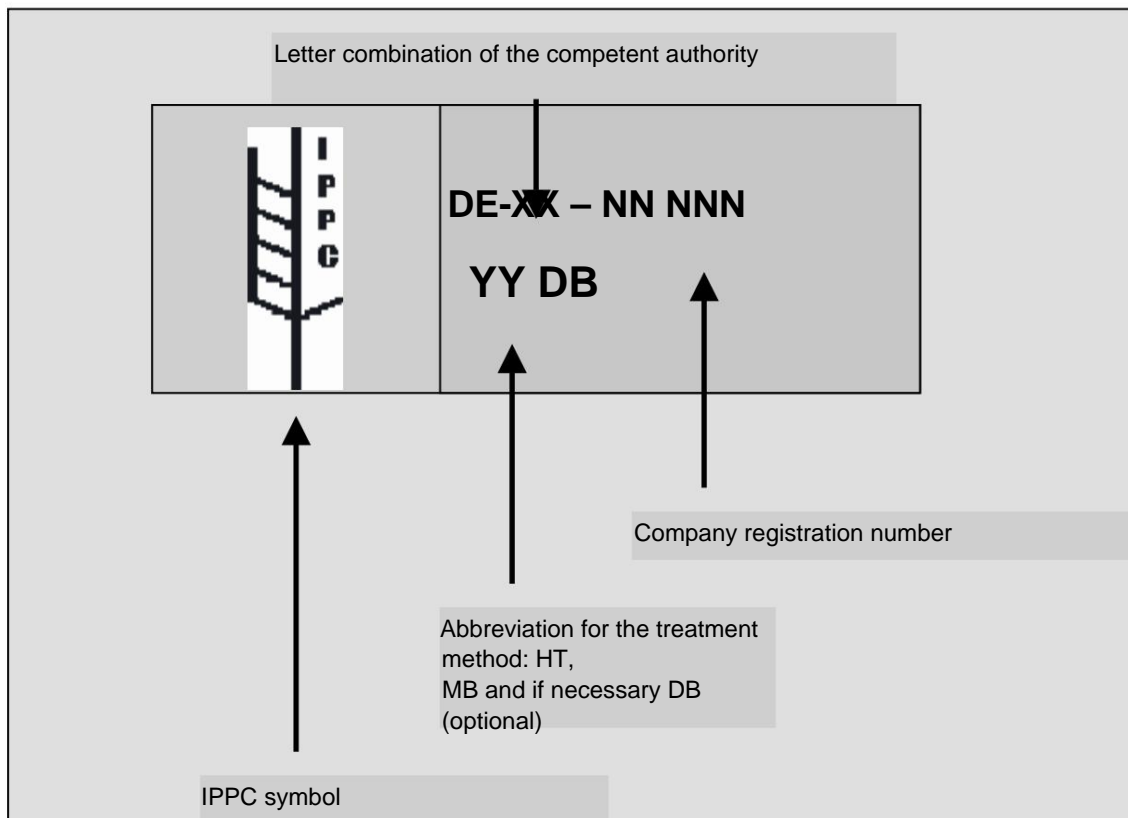 Letter combination of the competent authority
I
P
P
C
DE-XX – NN NNN
YY DB
Company registration number
Abbreviation for the treatment
method: HT,
MB and if necessary DB
(optional)
IPPC symbol